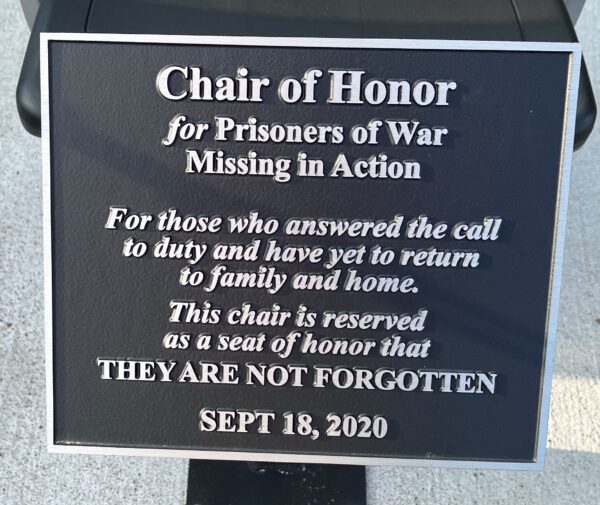 Chair of Honor
for Prisoners of War
Missing in Action
For those who answered the call
to duty and have yet to return
to family and home.
This chair is reserved
as a seat of honor that
THEY ARE NOT FORGOTTEN
SEPT 18, 2020